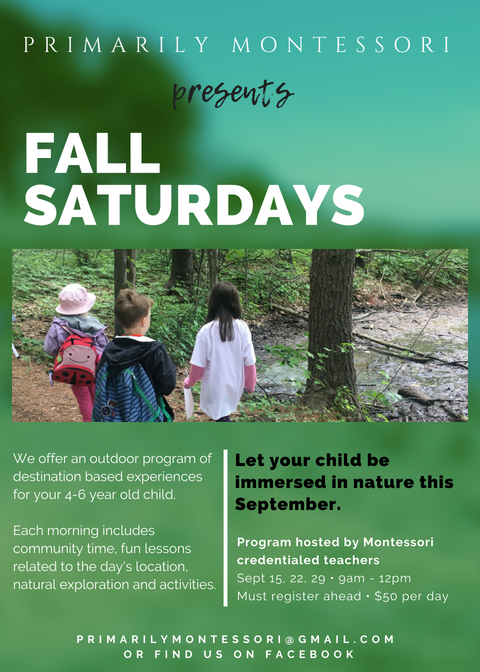 PRIMARILY MONTESSORI
presents
FALL
SATURDAYS
We offer an outdoor program of
destination based experiences
for your 4-6 year old child.
Each morning includes
community time, fun lessons
related to the day's location,
natural exploration and activities.
Let your child be
immersed in nature this
September.
Program hosted by Montessori
credentialed teachers
Sept 15, 22, 29 • 9am - 12pm
Must register ahead • $50 per day
PRIMARILYMONTESSORI@GMAIL.COM
OR FIND US ON FACEBOOK